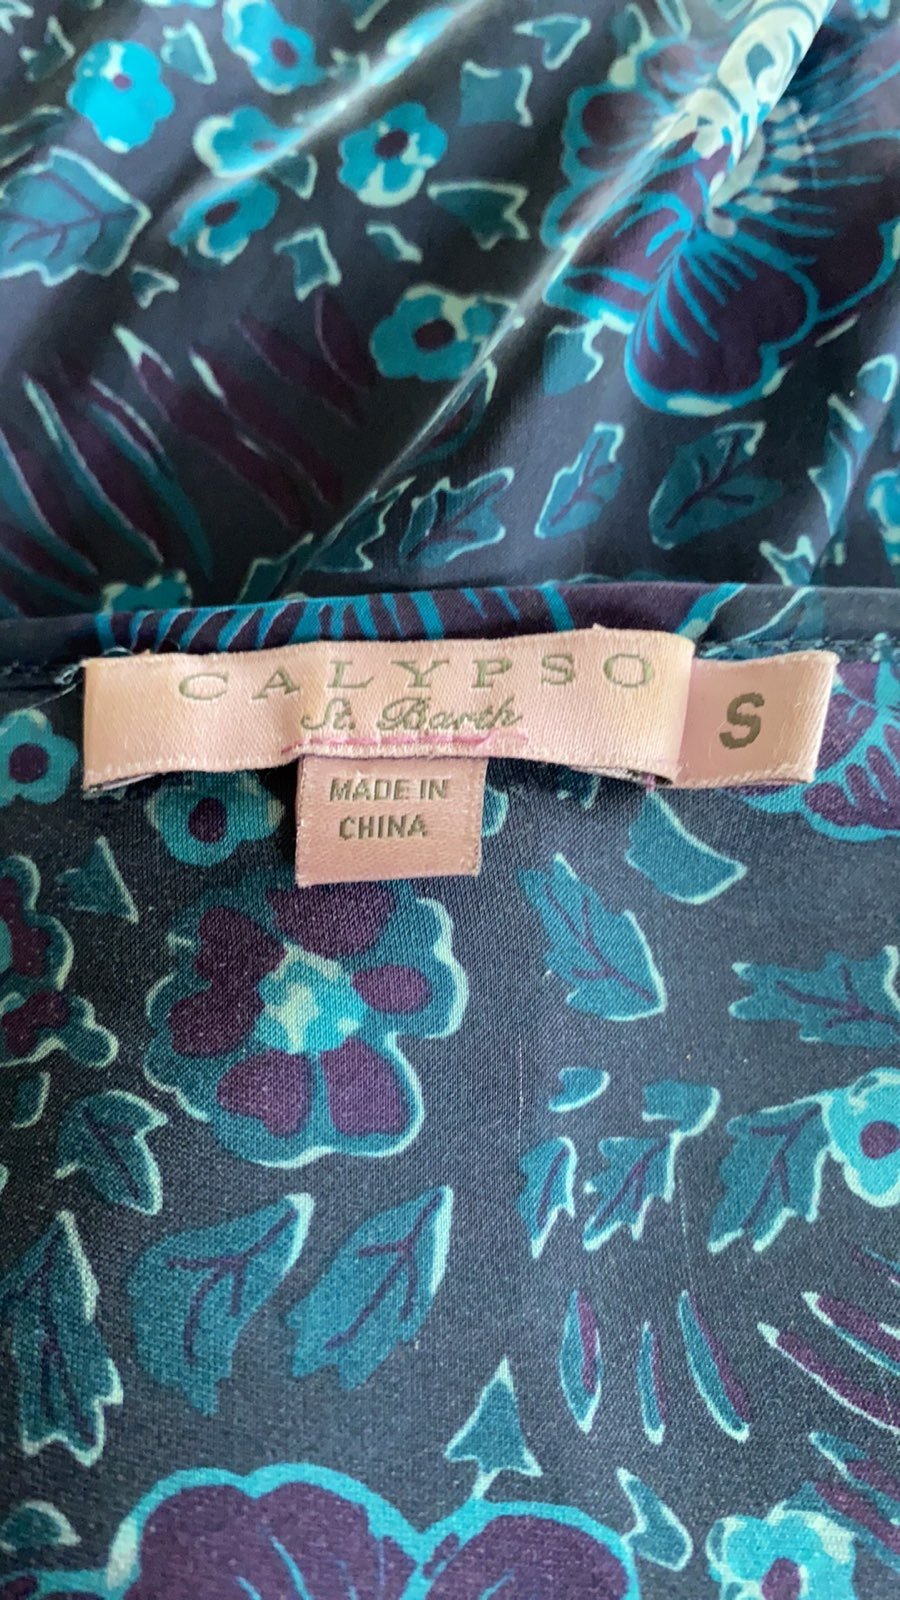 CALYPSO
St. Barth
S
MADE IN
CHINA